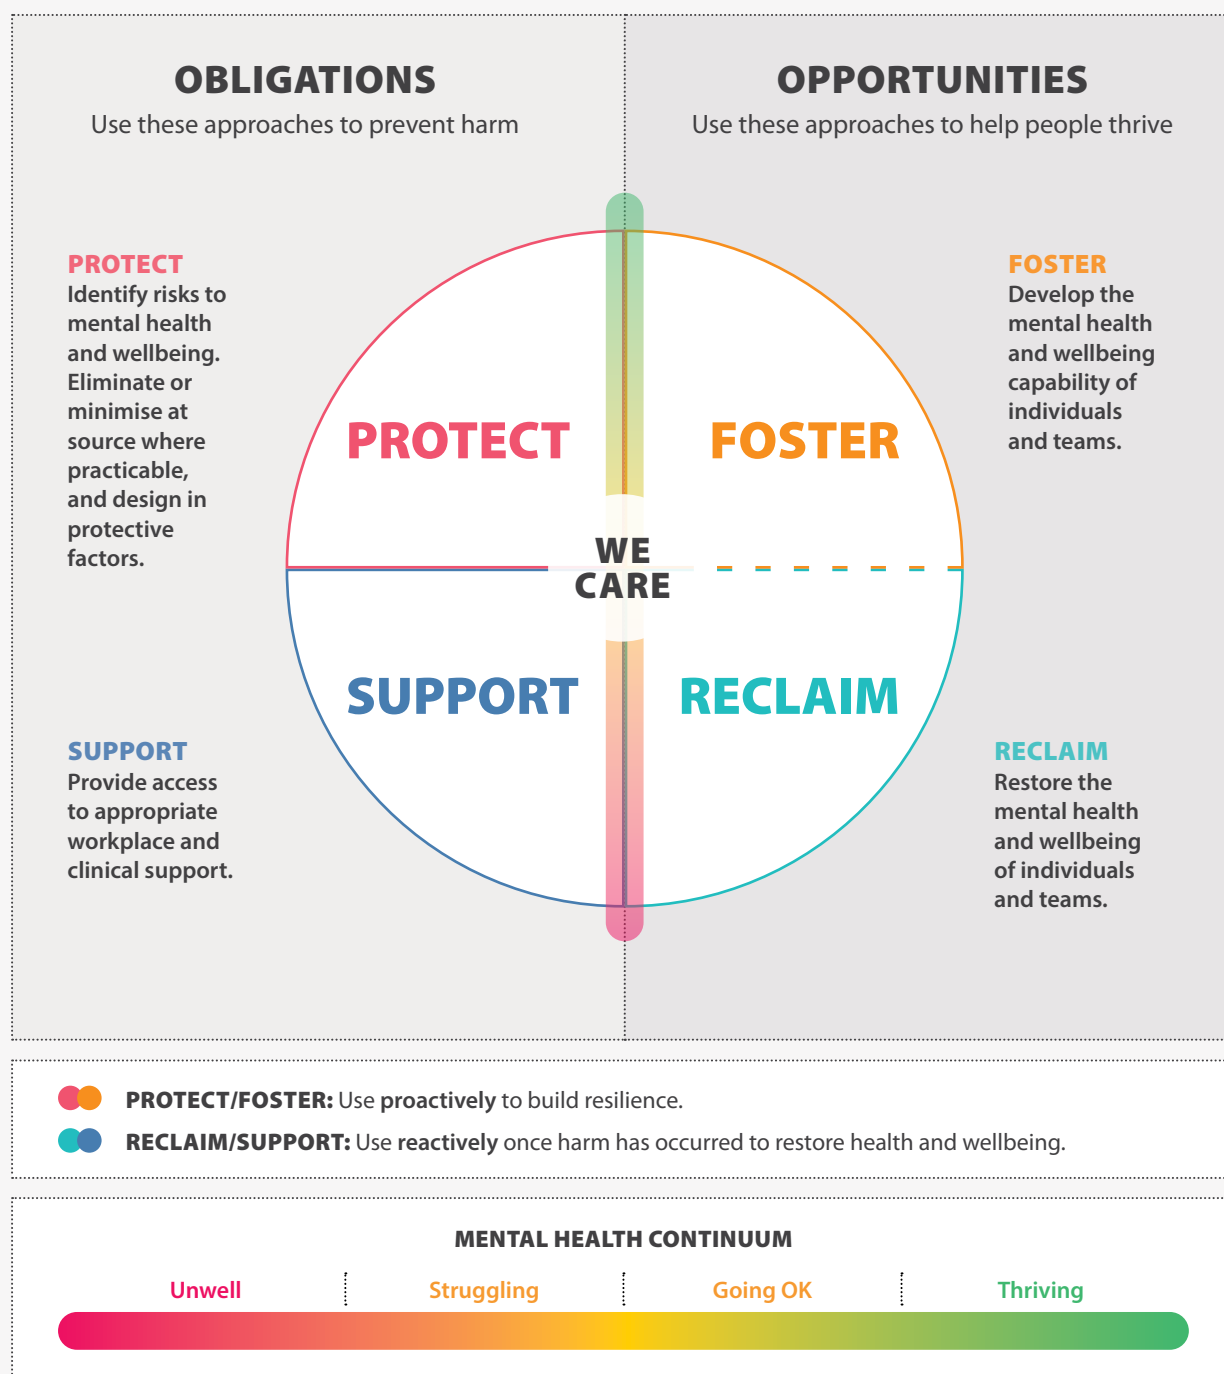 OBLIGATIONS
Use these approaches to prevent harm
OPPORTUNITIES
Use these approaches to help people thrive
PROTECT
Identify risks to
mental health
and wellbeing.
Eliminate or
minimise at
source where
practicable,
and design in
protective
factors.
FOSTER
Develop the
mental health
and wellbeing
capability of
individuals
and teams.
PROTECT
FOSTER
WE
CARE
SUPPORT
RECLAIM
SUPPORT
Provide access
to appropriate
workplace and
clinical support.
RECLAIM
Restore the
mental health
and wellbeing
of individuals
and teams.
PROTECT/FOSTER: Use proactively to build resilience.
RECLAIM/SUPPORT: Use reactively once harm has occurred to restore health and wellbeing.
MENTAL HEALTH CONTINUUM
Unwell
Struggling
Going OK
Thriving